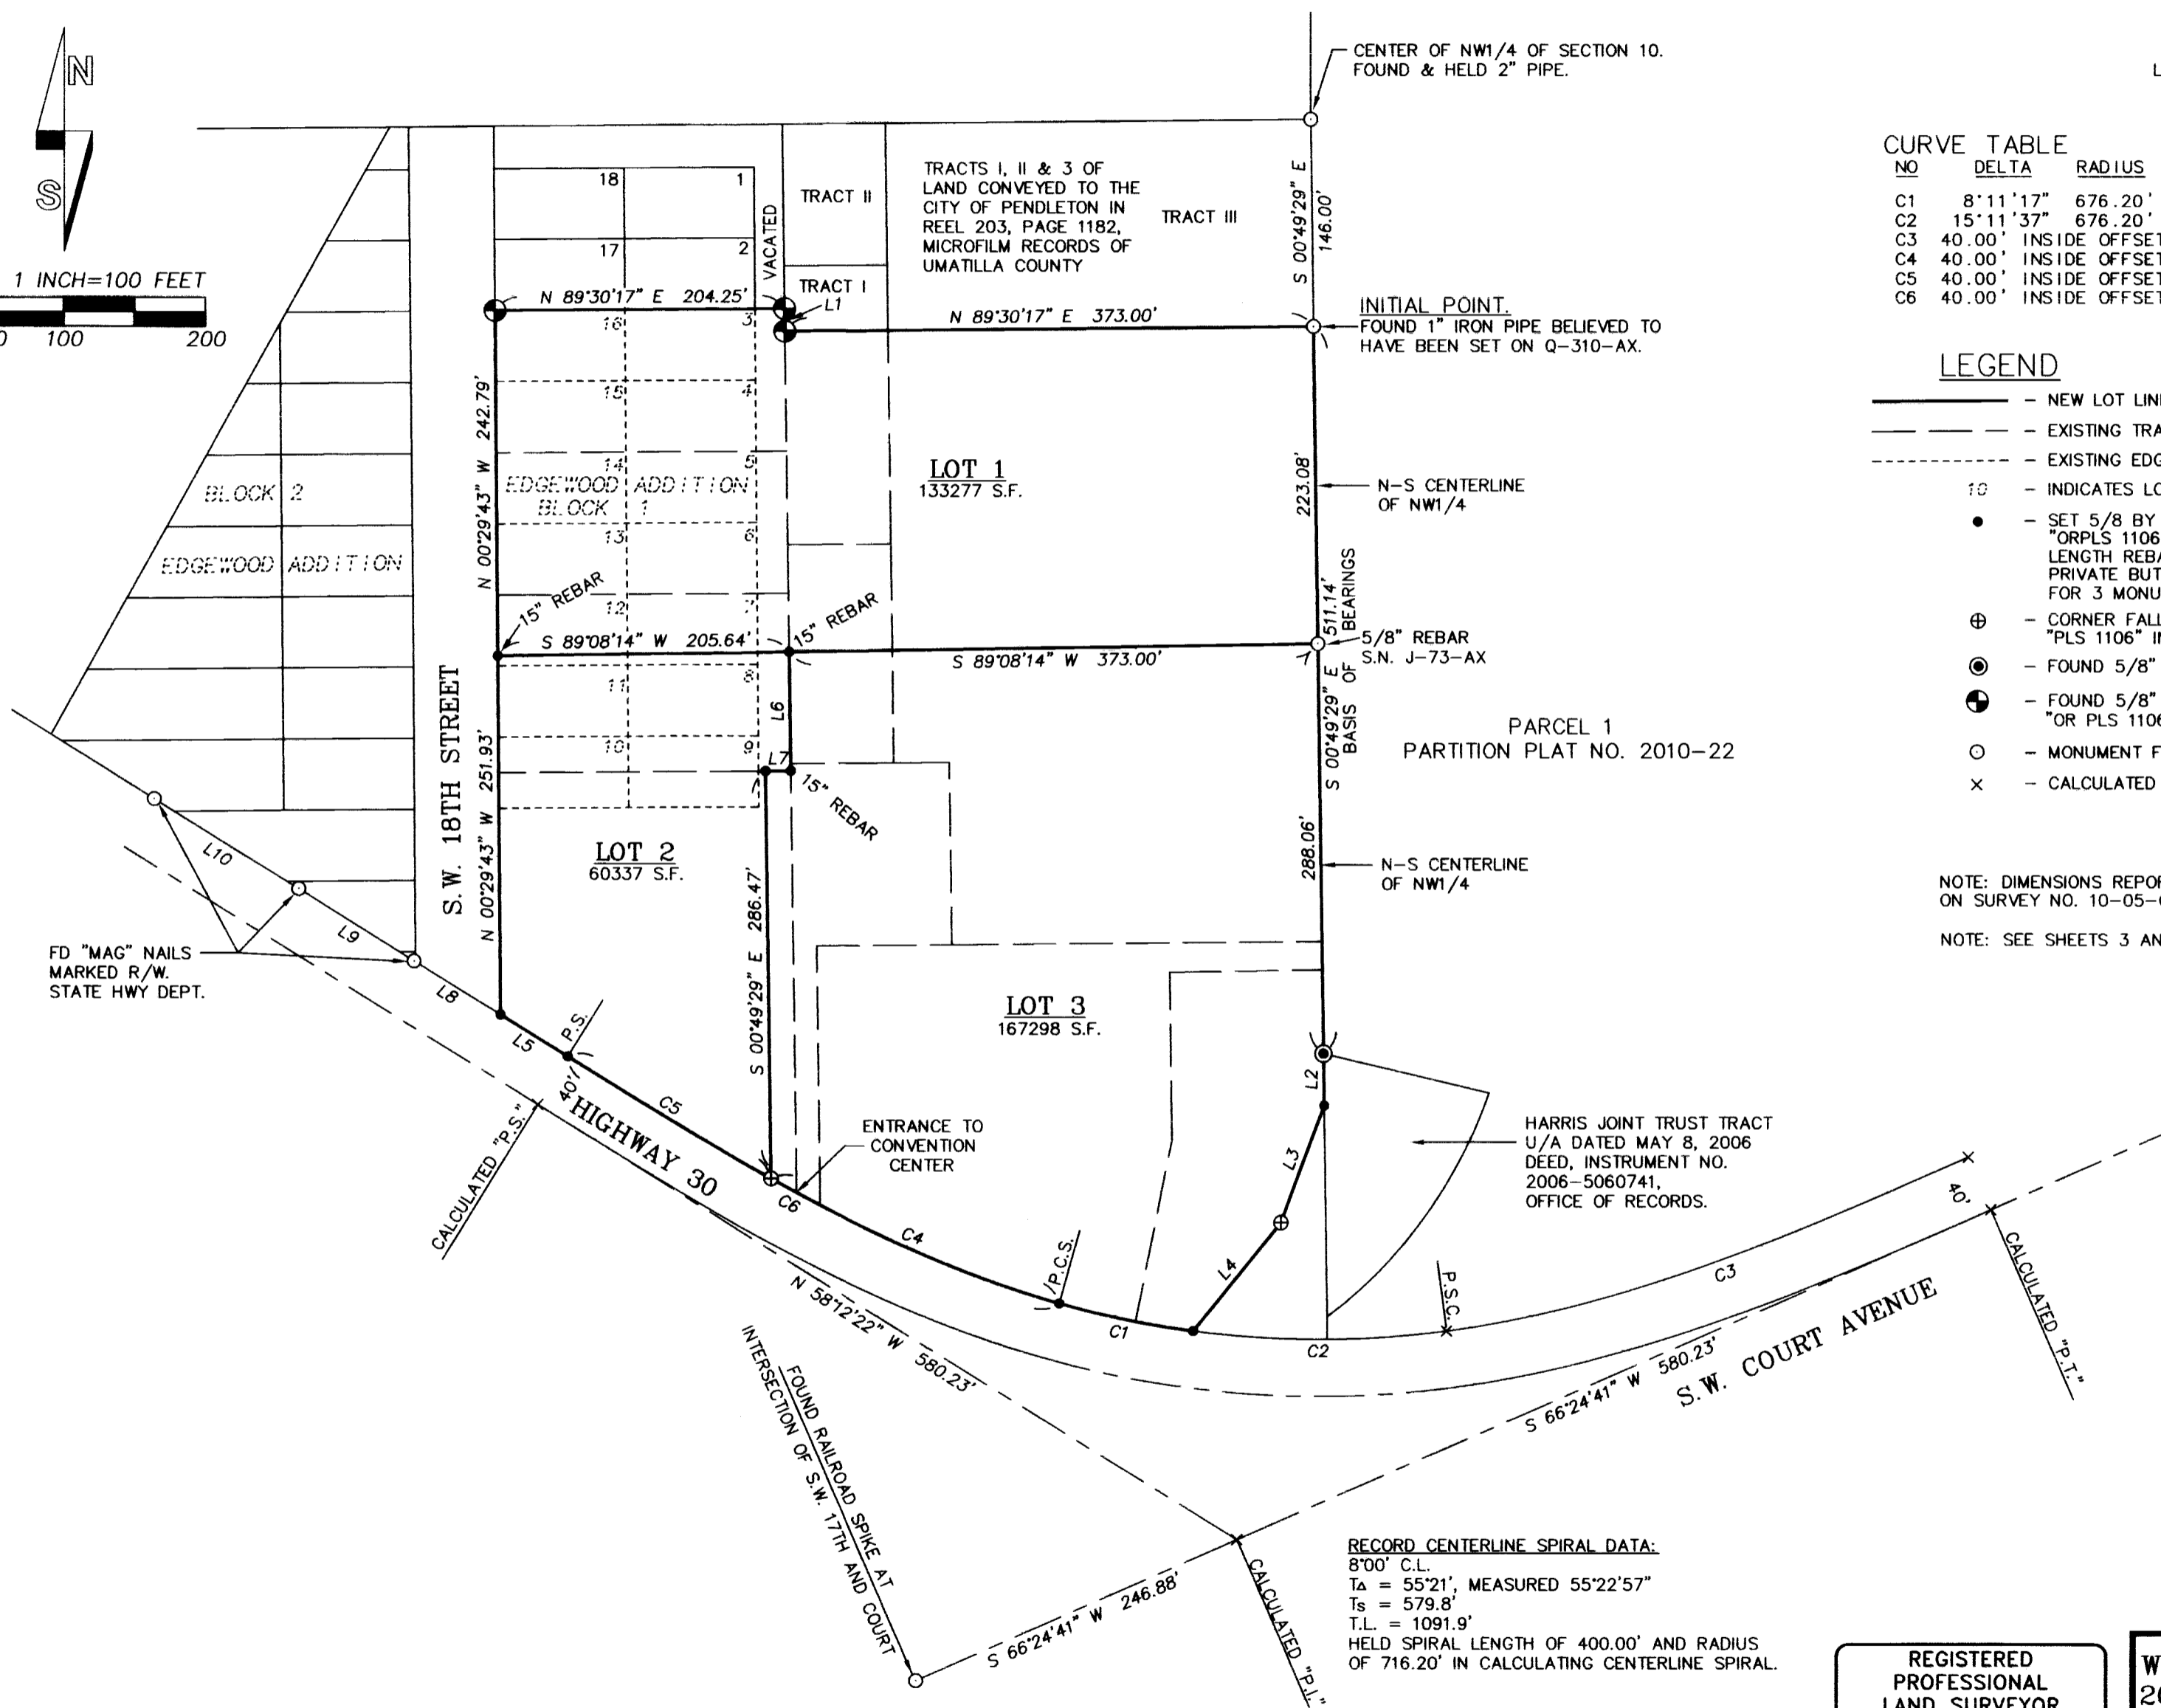 N
S
1 INCH=100 FEET
0 100 200
CENTER OF NW1/4 OF SECTION 10.
FOUND & HELD 2" PIPE.
L
TRACTS I, II & 3 OF
LAND CONVEYED TO THE
CITY OF PENDLETON IN
REEL 203, PAGE 1182,
MICROFILM RECORDS OF
UMATILLA COUNTY
TRACT II
TRACT III
TRACT I
VACATED
L1
18 1
17 2
16 3
15 4
14 5
13 6
12 7
11 8
10 9
N 89°30'17" E 204.25'
N 89°30'17" E 373.00'
S 00°49'29" E
146.00'
INITIAL POINT.
FOUND 1" IRON PIPE BELIEVED TO
HAVE BEEN SET ON Q-310-AX.
CURVE TABLE
NO DELTA RADIUS
C1 8°11'17" 676.20'
C2 15°11'37" 676.20'
C3 40.00' INSIDE OFFSET
C4 40.00' INSIDE OFFSET
C5 40.00' INSIDE OFFSET
C6 40.00' INSIDE OFFSET
LEGEND
– NEW LOT LIN
– EXISTING TRA
– EXISTING EDG
10 – INDICATES LO
– SET 5/8 BY
"ORPLS 1106
LENGTH REBA
PRIVATE BUT
FOR 3 MONU
– CORNER FALL
"PLS 1106" IN
– FOUND 5/8"
– FOUND 5/8"
"OR PLS 1106
– MONUMENT F
– CALCULATED
NOTE: DIMENSIONS REPOR
ON SURVEY NO. 10-05-
NOTE: SEE SHEETS 3 AN
BLOCK 2
EDGEWOOD ADDITION
EDGEWOOD ADDITION
BLOCK 1
N 00°29'43" W 242.79'
LOT 1
133277 S.F.
223.08'
N-S CENTERLINE
OF NW1/4
15" REBAR
15" REBAR
S 89°08'14" W 205.64'
S 89°08'14" W 373.00'
511.14'
S 00°49'29" E
BASIS OF BEARINGS
5/8" REBAR
S.N. J-73-AX
PARCEL 1
PARTITION PLAT NO. 2010-22
S.W. 18TH STREET
N 00°29'43" W 251.93'
L6
L7
15" REBAR
LOT 2
60337 S.F.
S 00°49'29" E 286.47'
288.06'
N-S CENTERLINE
OF NW1/4
L10
L9
L8
L5
FD "MAG" NAILS
MARKED R/W.
STATE HWY DEPT.
P.S.
40'
LOT 3
167298 S.F.
L2
L3
L4
C5
C6
C4
C1
C2
C3
HIGHWAY 30
CALCULATED "P.S."
ENTRANCE TO
CONVENTION
CENTER
P.C.S.
P.S.C.
HARRIS JOINT TRUST TRACT
U/A DATED MAY 8, 2006
DEED, INSTRUMENT NO.
2006-5060741,
OFFICE OF RECORDS.
40'
CALCULATED "P.T."
N 58°12'22" W 580.23'
S 66°24'41" W 580.23'
S.W. COURT AVENUE
FOUND RAILROAD SPIKE AT
INTERSECTION OF S.W. 17TH AND COURT
S 66°24'41" W 246.88'
CALCULATED "P.I."
RECORD CENTERLINE SPIRAL DATA:
8°00' C.L.
T∆ = 55°21', MEASURED 55°22'57"
Ts = 579.8'
T.L. = 1091.9'
HELD SPIRAL LENGTH OF 400.00' AND RADIUS
OF 716.20' IN CALCULATING CENTERLINE SPIRAL.
REGISTERED
PROFESSIONAL
LAND SURVEYOR
W